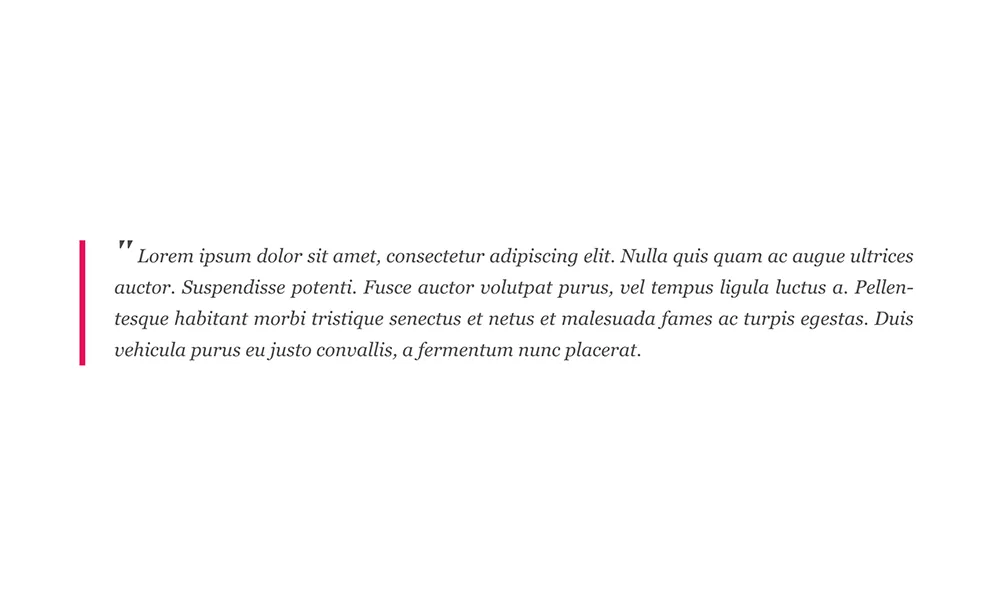 "Lorem ipsum dolor sit amet, consectetur adipiscing elit. Nulla quis quam ac augue ultrices
auctor. Suspendisse potenti. Fusce auctor volutpat purus, vel tempus ligula luctus a. Pellen-
tesque habitant morbi tristique senectus et netus et malesuada fames ac turpis egestas. Duis
vehicula purus eu justo convallis, a fermentum nunc placerat.